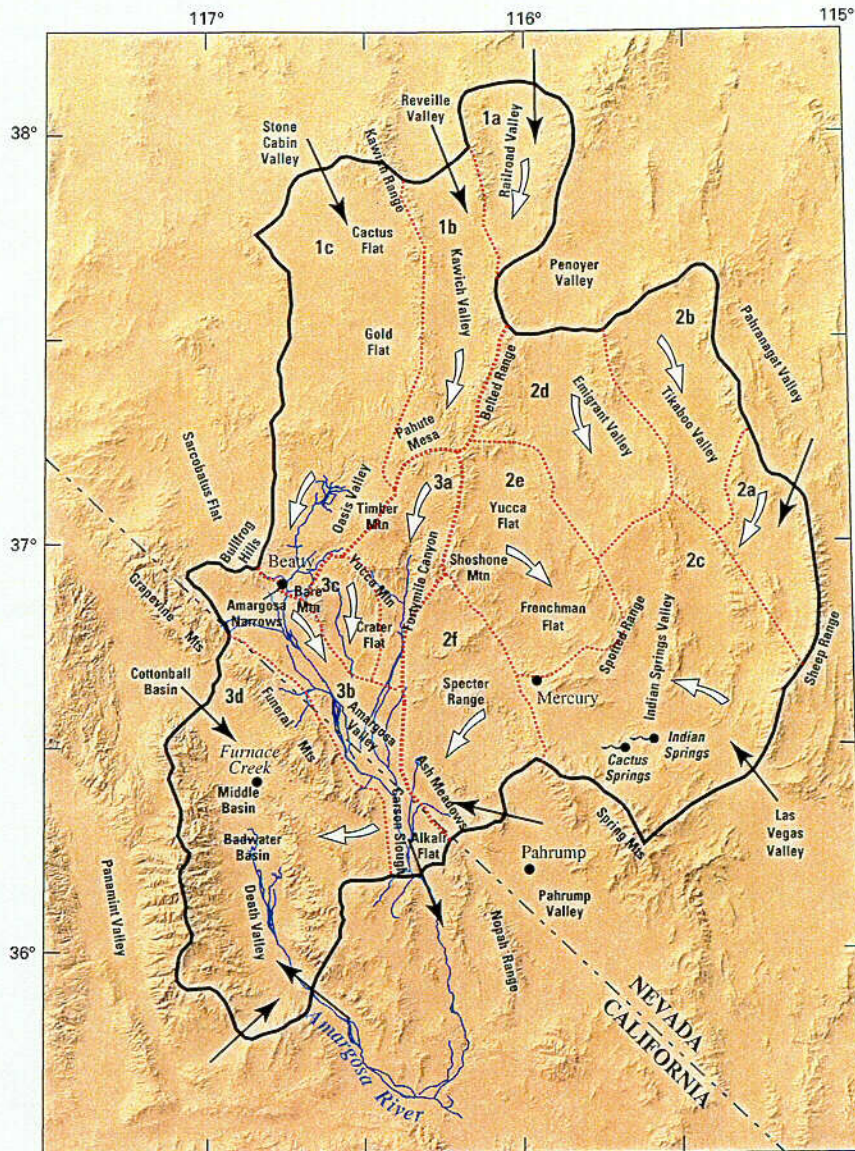 117°
116°
115°
38°
37°
36°
Stone
Cabin
Valley
Kawich Range
Reveille
Valley
1a
Railroad Valley
1b
1c
Cactus
Flat
Kawich Valley
Penoyer
Valley
2b
Pahranagat Valley
Gold
Flat
Belted Range
2d
Emigrant Valley
Tikaboo Valley
Pahute
Mesa
Sarcobatus Flat
Oasis Valley
3a
2e
Yucca
Flat
2a
Timber
Mtn
Bullfrog
Hills
Beatty
Fortymile Canyon
Shoshone
Mtn
2c
Grapevine Mts
Amargosa
Narrows
Bare
Mtn
3c
Yucca Mtn
Crater
Flat
Frenchman
Flat
2f
Spotted Range
Indian Springs Valley
Sheep Range
Cottonball
Basin
3d
Funeral Mts
3b
Amargosa
Valley
Specter
Range
Mercury
Furnace
Creek
Indian
Springs
Cactus
Springs
Middle
Basin
Ash Meadows
Carson Slough
Badwater
Basin
Alkali
Flat
Spring Mts
Las
Vegas
Valley
Pahrump
Pahrump
Valley
Panamint Valley
Death Valley
Nopah Range
NEVADA
CALIFORNIA
Amargosa River